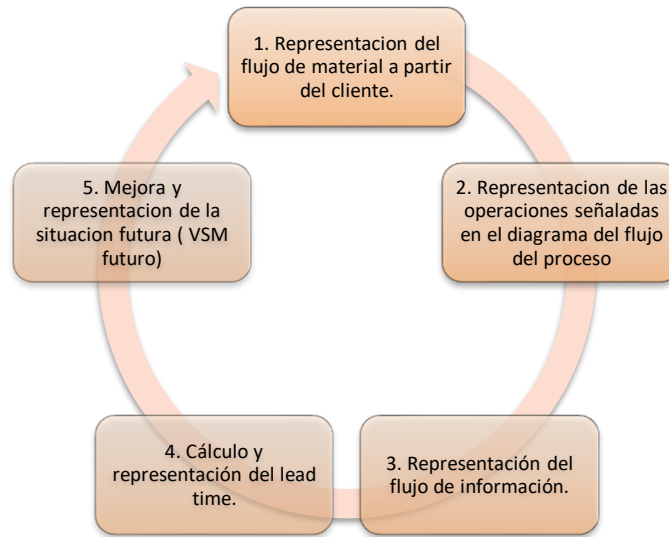 1. Representacion del
flujo de material a partir
del cliente.
2. Representacion de las
operaciones señaladas
en el diagrama del flujo
del proceso
3. Representación del
flujo de información.
4. Cálculo y
representación del lead
time.
5. Mejora y
representacion de la
situacion futura ( VSM
futuro)